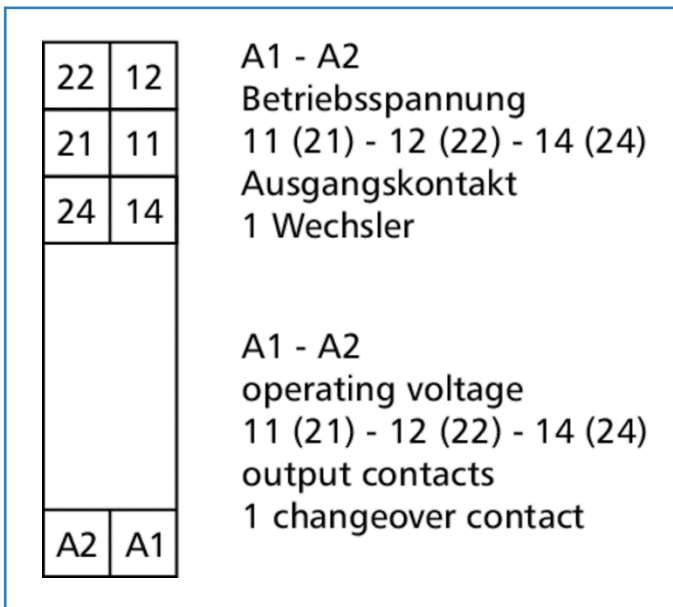 22 12
21 11
24 14
A2 A1
A1 - A2
Betriebsspannung
11 (21) - 12 (22) - 14 (24)
Ausgangskontakt
1 Wechsler
A1 - A2
operating voltage
11 (21) - 12 (22) - 14 (24)
output contacts
1 changeover contact